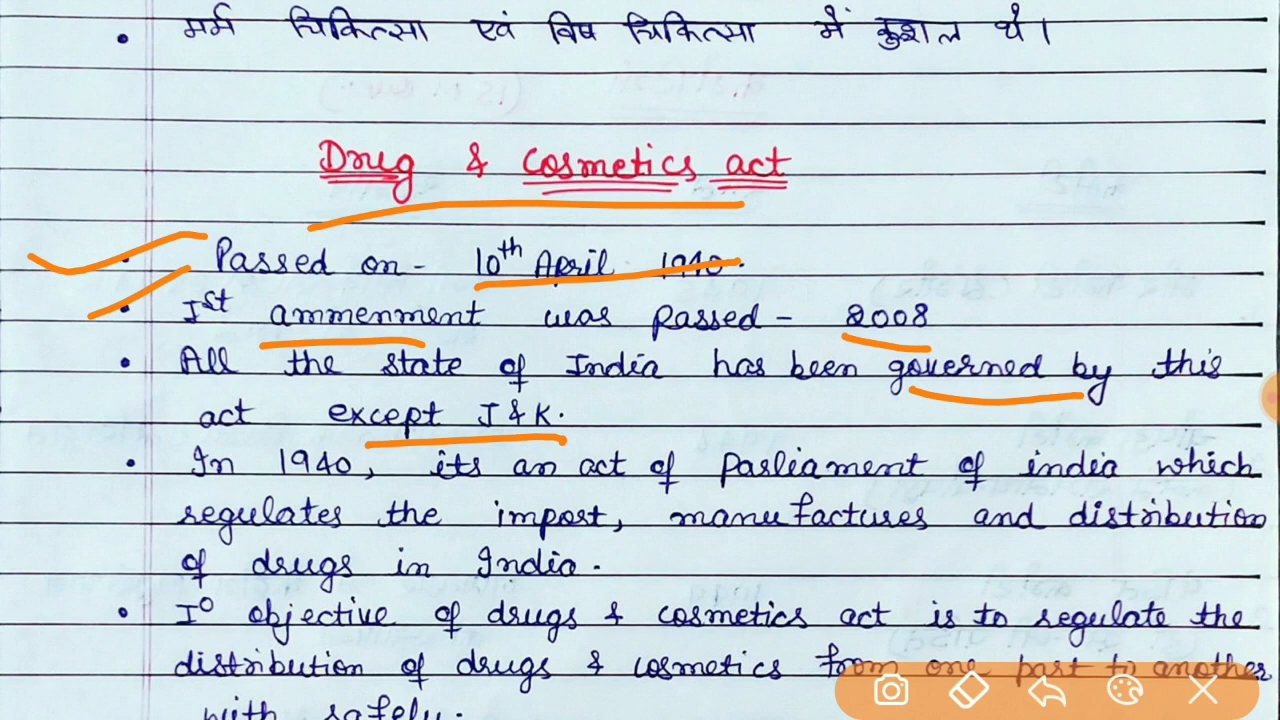 • मर्म चिकित्सा एवं विष चिकित्सा में कुशल थे।
Drug & Cosmetics act
• Passed on - 10th April 1940.
• Ist ammenment was passed - 2008
• All the state of India has been governed by this
act except J & K.
• In 1940, its an act of Parliament of india which
regulates the import, manufactures and distribution
of drugs in India.
• I° objective of drugs & cosmetics act is to regulate the
distribution of drugs & cosmetics from one part to another
with safely.